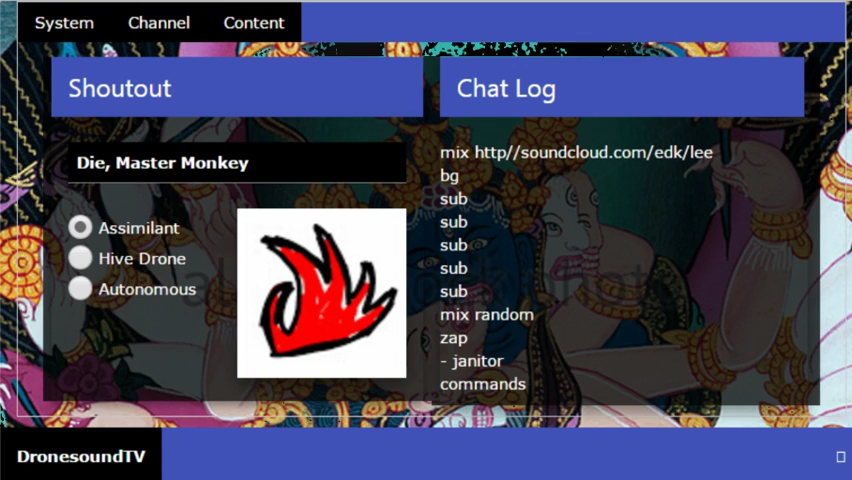 System Channel Content
Shoutout
Die, Master Monkey
Assimilant
Hive Drone
Autonomous
Chat Log
mix http//soundcloud.com/edk/lee
bg
sub
sub
sub
sub
sub
mix random
zap
- janitor
commands
DronesoundTV